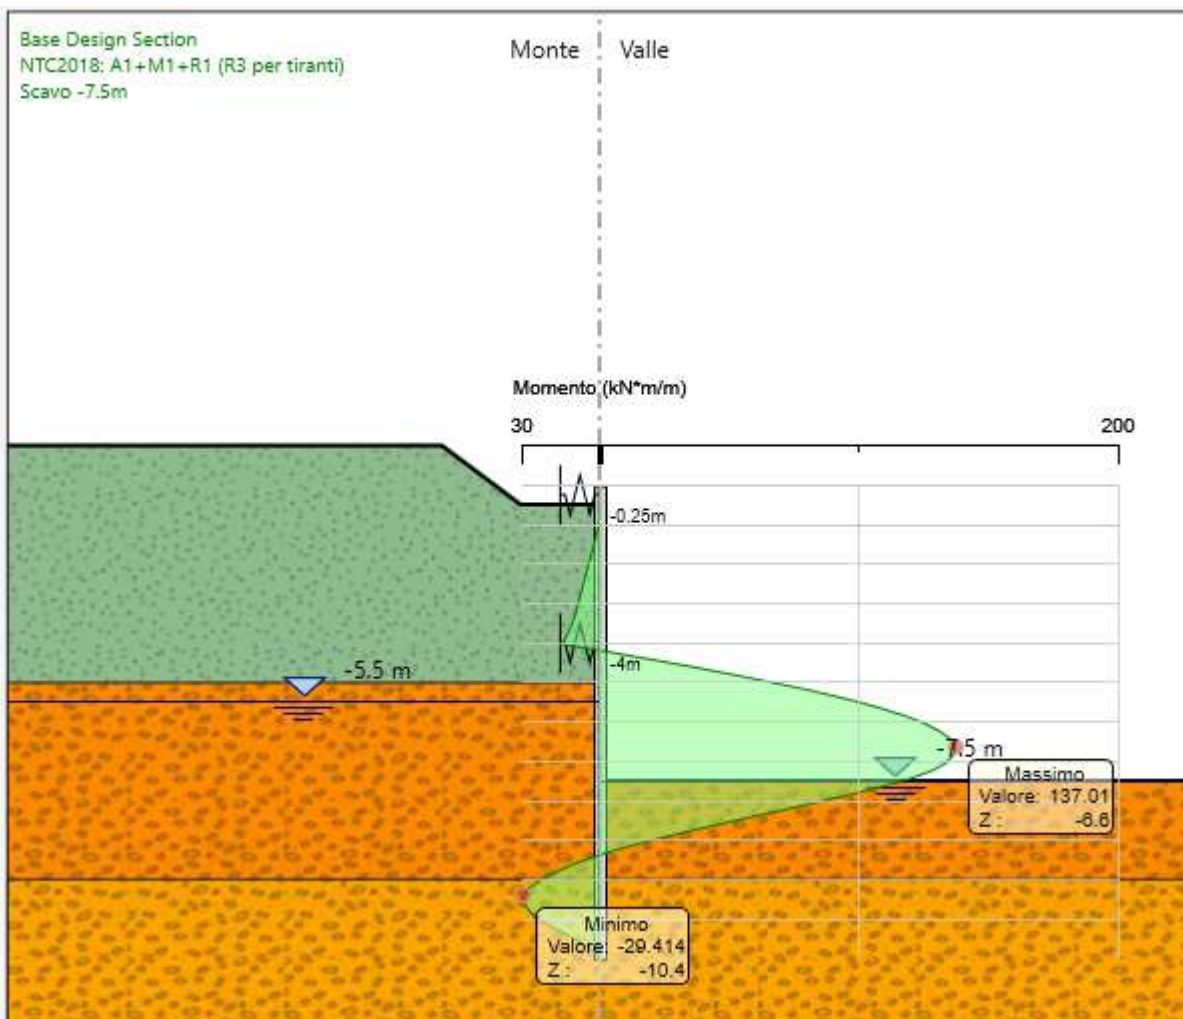 Base Design Section
NTC2018: A1+M1+R1 (R3 per tiranti)
Scavo -7.5m
Monte
Valle
Momento (kN*m/m)
30
200
-0.25m
-4m
-5.5 m
-7.5 m
Massimo
Valore: 137.01
Z : -6.6
Minimo
Valore: -29.414
Z : -10.4